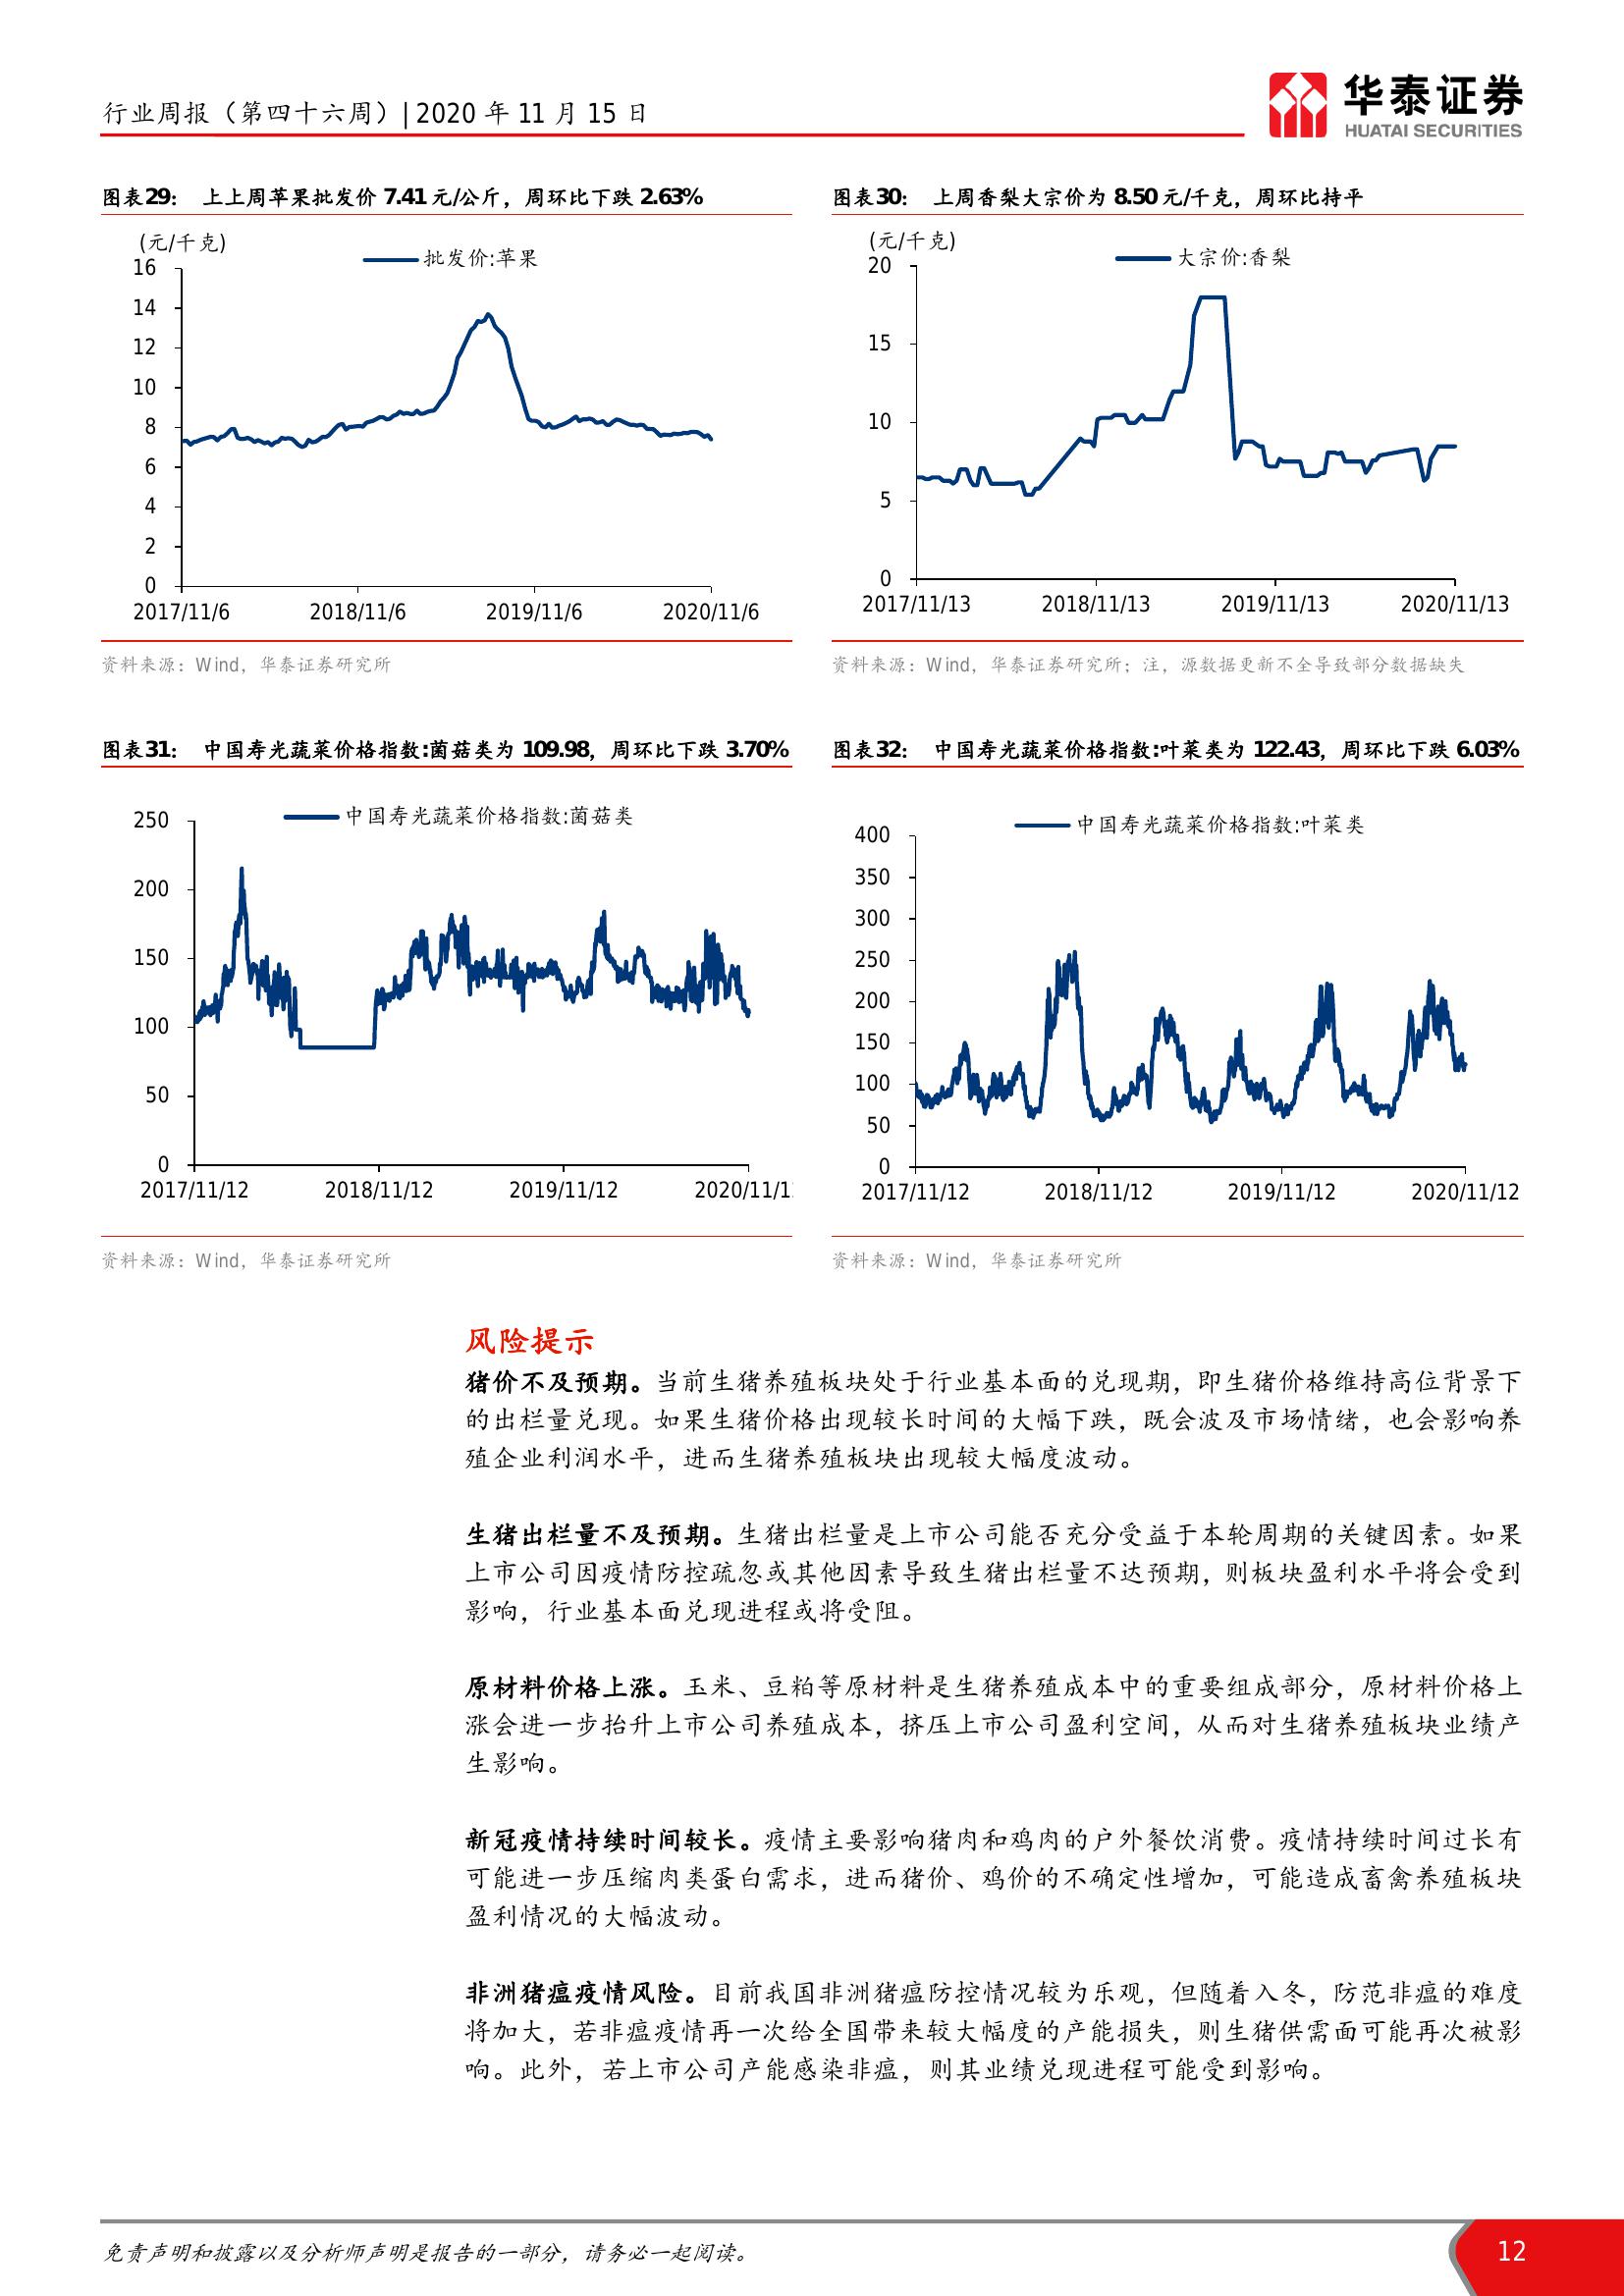 行业周报（第四十六周）| 2020 年 11 月 15 日
华泰证券
HUATAI SECURITIES
图表29： 上上周苹果批发价 7.41 元/公斤，周环比下跌 2.63%
(元/千克)
批发价:苹果
16
14
12
10
8
6
4
2
0
2017/11/6 2018/11/6 2019/11/6 2020/11/6
资料来源：Wind，华泰证券研究所
图表30： 上周香梨大宗价为 8.50 元/千克，周环比持平
(元/千克)
大宗价:香梨
20
15
10
5
0
2017/11/13 2018/11/13 2019/11/13 2020/11/13
资料来源：Wind，华泰证券研究所；注，源数据更新不全导致部分数据缺失
图表31： 中国寿光蔬菜价格指数:菌菇类为 109.98，周环比下跌 3.70%
中国寿光蔬菜价格指数:菌菇类
250
200
150
100
50
0
2017/11/12 2018/11/12 2019/11/12 2020/11/1
资料来源：Wind，华泰证券研究所
图表32： 中国寿光蔬菜价格指数:叶菜类为 122.43，周环比下跌 6.03%
中国寿光蔬菜价格指数:叶菜类
400
350
300
250
200
150
100
50
0
2017/11/12 2018/11/12 2019/11/12 2020/11/12
资料来源：Wind，华泰证券研究所
风险提示
猪价不及预期。当前生猪养殖板块处于行业基本面的兑现期，即生猪价格维持高位背景下
的出栏量兑现。如果生猪价格出现较长时间的大幅下跌，既会波及市场情绪，也会影响养
殖企业利润水平，进而生猪养殖板块出现较大幅度波动。
生猪出栏量不及预期。生猪出栏量是上市公司能否充分受益于本轮周期的关键因素。如果
上市公司因疫情防控疏忽或其他因素导致生猪出栏量不达预期，则板块盈利水平将会受到
影响，行业基本面兑现进程或将受阻。
原材料价格上涨。玉米、豆粕等原材料是生猪养殖成本中的重要组成部分，原材料价格上
涨会进一步抬升上市公司养殖成本，挤压上市公司盈利空间，从而对生猪养殖板块业绩产
生影响。
新冠疫情持续时间较长。疫情主要影响猪肉和鸡肉的户外餐饮消费。疫情持续时间过长有
可能进一步压缩肉类蛋白需求，进而猪价、鸡价的不确定性增加，可能造成畜禽养殖板块
盈利情况的大幅波动。
非洲猪瘟疫情风险。目前我国非洲猪瘟防控情况较为乐观，但随着入冬，防范非瘟的难度
将加大，若非瘟疫情再一次给全国带来较大幅度的产能损失，则生猪供需面可能再次被影
响。此外，若上市公司产能感染非瘟，则其业绩兑现进程可能受到影响。
免责声明和披露以及分析师声明是报告的一部分，请务必一起阅读。
12